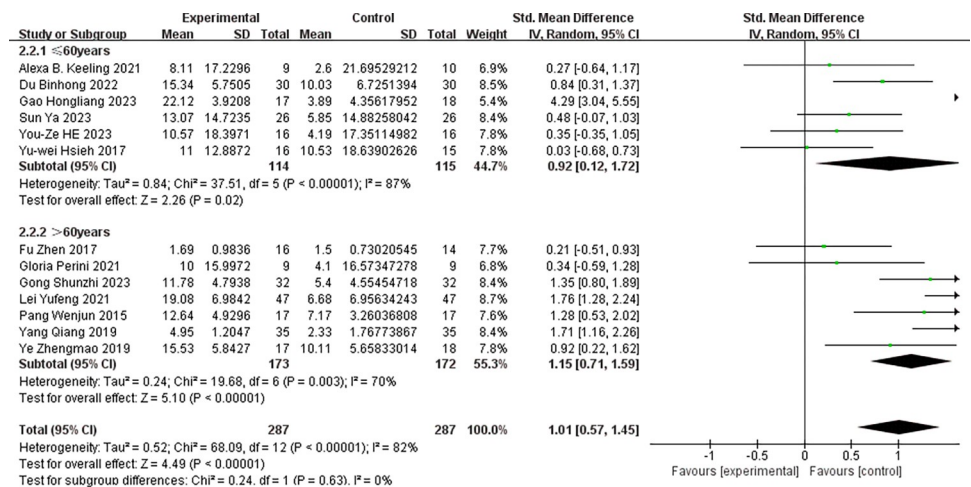 Experimental Control Std. Mean Difference Std. Mean Difference
Study or Subgroup Mean SD Total Mean SD Total Weight IV, Random, 95% CI IV, Random, 95% CI
2.2.1 ≤60years
Alexa B. Keeling 2021 8.11 17.2296 9 2.6 21.69529212 10 6.9% 0.27 [-0.64, 1.17]
Du Binhong 2022 15.34 5.7505 30 10.03 6.7251394 30 8.3% 0.84 [0.31, 1.37]
Gao Hongliang 2023 22.12 3.9208 17 3.89 4.35617952 18 5.4% 4.29 [3.04, 5.55]
Sun Ya 2023 13.07 14.7235 26 5.85 14.88258042 26 8.2% 0.48 [-0.07, 1.03]
You-Ze HE 2023 10.57 18.3971 16 4.19 17.35114982 16 7.8% 0.35 [-0.35, 1.05]
Yu-wei Hsieh 2017 11 12.8872 16 10.53 18.63902626 15 7.7% 0.03 [-0.68, 0.73]
Subtotal (95% CI) 114 115 44.7% 0.92 [0.12, 1.72]
Heterogeneity: Tau² = 0.84; Chi² = 37.51, df = 5 (P < 0.00001); I² = 87%
Test for overall effect: Z = 2.26 (P = 0.02)
2.2.2 >60years
Fu Zhen 2017 1.69 0.9836 16 1.5 0.73020545 14 7.7% 0.21 [-0.51, 0.93]
Gloria Perini 2021 10 15.9972 9 4.1 16.57347278 9 6.8% 0.34 [-0.59, 1.28]
Gong Shunzhi 2023 11.78 4.7938 32 5.4 4.55454718 32 8.2% 1.35 [0.80, 1.89]
Lei Yufeng 2021 19.08 6.9842 47 6.68 6.95634243 47 8.5% 1.76 [1.28, 2.24]
Pang Wenjun 2015 12.64 4.9296 17 7.17 3.26036808 17 7.5% 1.28 [0.53, 2.02]
Yang Qiang 2019 4.95 1.2047 35 2.33 1.76773867 35 8.2% 1.71 [1.16, 2.26]
Ye Zhengmao 2019 15.53 5.8427 17 10.11 5.65833014 18 7.7% 0.92 [0.22, 1.62]
Subtotal (95% CI) 173 172 55.3% 1.15 [0.71, 1.59]
Heterogeneity: Tau² = 0.24; Chi² = 19.68, df = 6 (P = 0.003); I² = 70%
Test for overall effect: Z = 5.10 (P < 0.00001)
Total (95% CI) 287 287 100.0% 1.01 [0.57, 1.45]
Heterogeneity: Tau² = 0.52; Chi² = 68.09, df = 12 (P < 0.00001); I² = 82%
Test for overall effect: Z = 4.49 (P < 0.00001)
Test for subgroup differences: Chi² = 0.24, df = 1 (P = 0.63), I² = 0%
-1 -0.5 0 0.5 1
Favours [experimental] Favours [control]